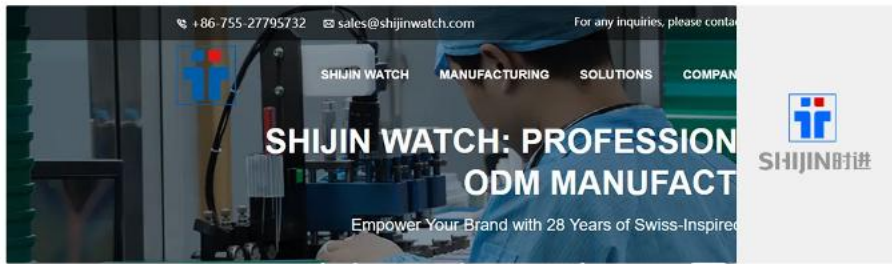 +86-755-27795732 sales@shijinwatch.com For any inquiries, please conta
SHIJIN WATCH MANUFACTURING SOLUTIONS COMPAN
SHIJIN WATCH: PROFESSION
ODM MANUFACT
Empower Your Brand with 28 Years of Swiss-Inspired
SHIJIN时进